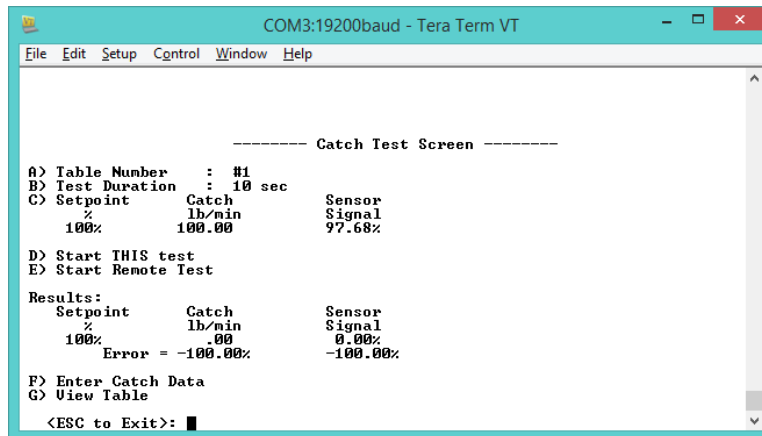 COM3:19200baud - Tera Term VT
File Edit Setup Control Window Help
-------- Catch Test Screen --------
A) Table Number : #1
B) Test Duration : 10 sec
C) Setpoint Catch Sensor
% lb/min Signal
100% 100.00 97.68%
D) Start THIS test
E) Start Remote Test
Results:
Setpoint Catch Sensor
% lb/min Signal
100% .00 0.00%
Error = -100.00% -100.00%
F) Enter Catch Data
G) View Table
<ESC to Exit>: